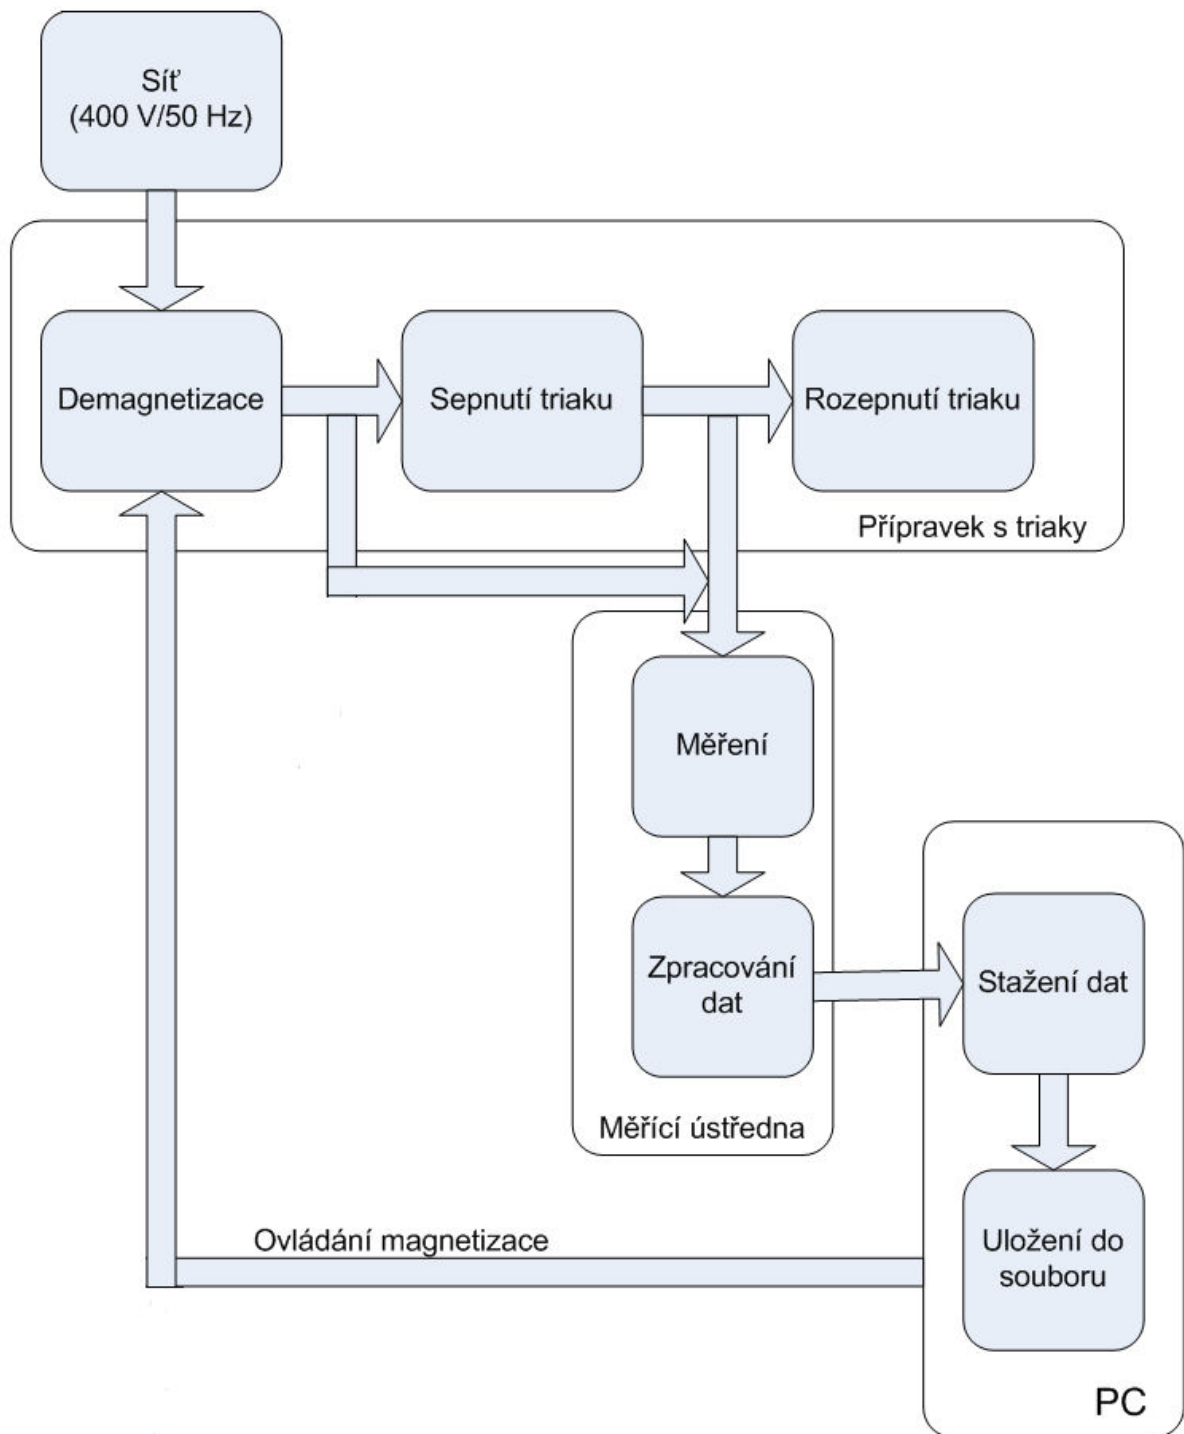 Síť
(400 V/50 Hz)
Demagnetizace
Sepnutí triaku
Rozepnutí triaku
Přípravek s triaky
Měření
Zpracování
dat
Stažení dat
Měřící ústředna
Ovládání magnetizace
Uložení do
souboru
PC